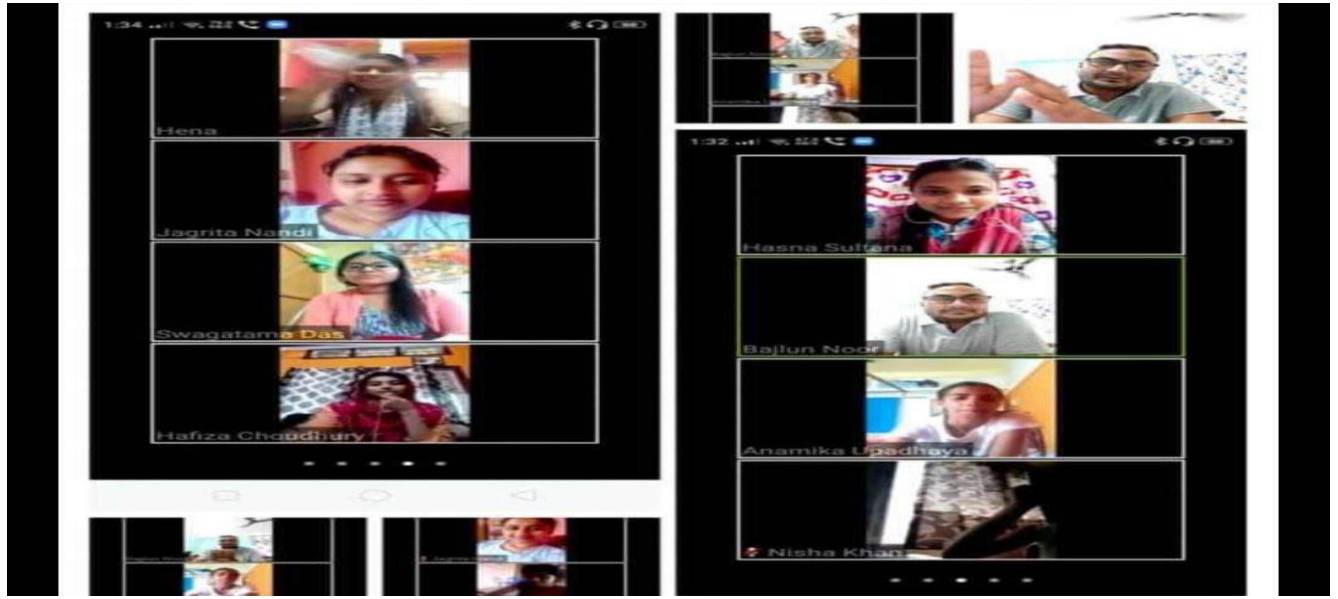 1:34
Hena
Jagrita Nandi
Swagatama Das
Hafiza Choudhury
1:32
Hasna Sultana
Bajlun Noor
Anamika Upadhaya
Nisha Khan